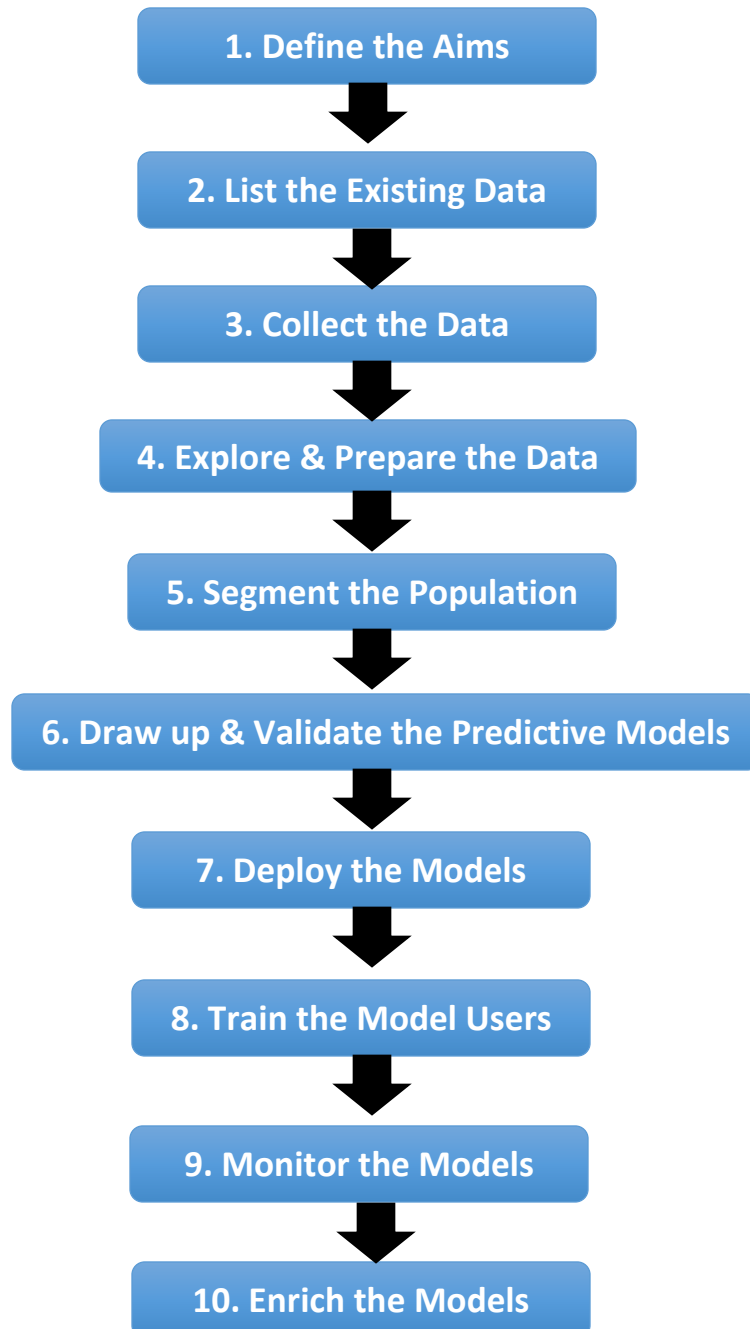 1. Define the Aims
2. List the Existing Data
3. Collect the Data
4. Explore & Prepare the Data
5. Segment the Population
6. Draw up & Validate the Predictive Models
7. Deploy the Models
8. Train the Model Users
9. Monitor the Models
10. Enrich the Models